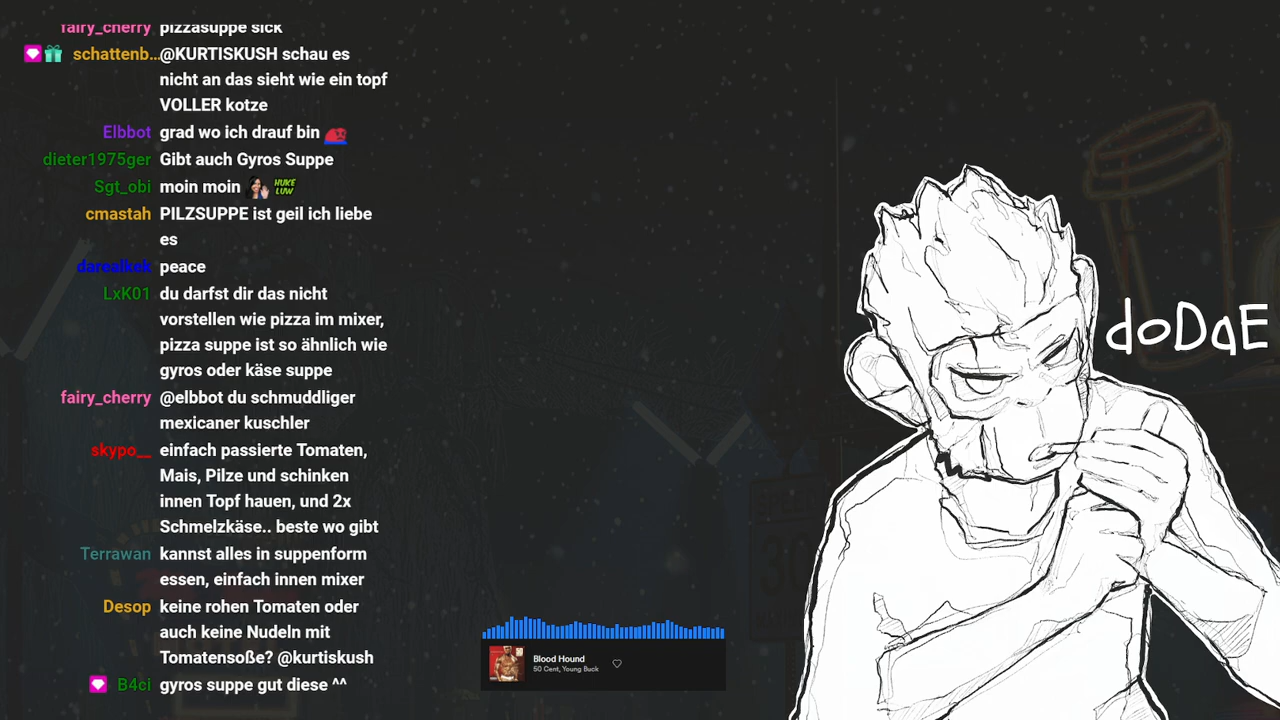 fairy_cherry pizzasuppe sick
schattenb... @KURTISKUSH schau es
nicht an das sieht wie ein topf
VOLLER kotze
Elbbot grad wo ich drauf bin
dieter1975ger Gibt auch Gyros Suppe
Sgt_obi moin moin HUKE LUW
cmastah PILZSUPPE ist geil ich liebe
es
darealkek peace
LxK01 du darfst dir das nicht
vorstellen wie pizza im mixer,
pizza suppe ist so ähnlich wie
gyros oder käse suppe
fairy_cherry @elbbot du schmuddliger
mexicaner kuschler
skypo__ einfach passierte Tomaten,
Mais, Pilze und schinken
innen Topf hauen, und 2x
Schmelzkäse.. beste wo gibt
Terrawan kannst alles in suppenform
essen, einfach innen mixer
Desop keine rohen Tomaten oder
auch keine Nudeln mit
Tomatensoße? @kurtiskush
B4ci gyros suppe gut diese ^^
Blood Hound
50 Cent, Young Buck
doDaE